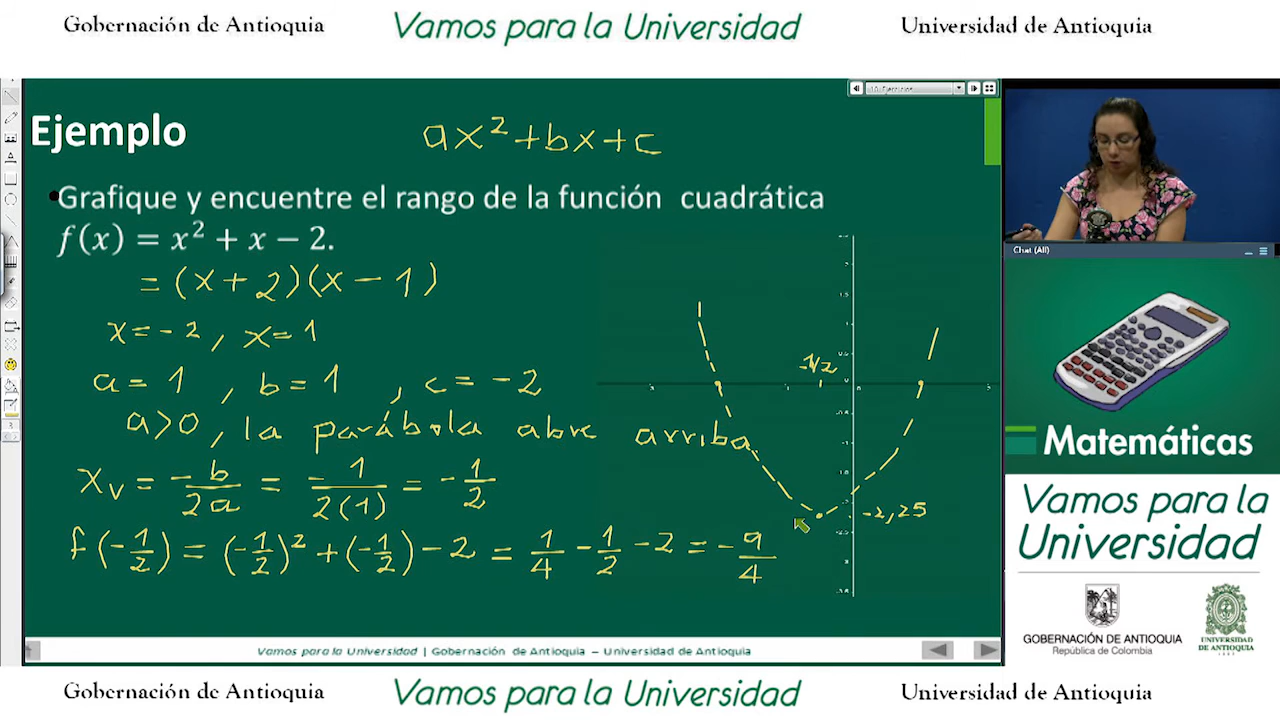 Gobernación de Antioquia
Vamos para la Universidad
Universidad de Antioquia
Ejemplo
ax² + bx + c
•Grafique y encuentre el rango de la función cuadrática
f(x) = x² + x − 2.
= (x + 2)(x − 1)
x = −2, x = 1
a = 1, b = 1, c = −2
a > 0, la parábola abre arriba
x_v = −b/2a = −1/2(1) = −1/2
f(−1/2) = (−1/2)² + (−1/2) − 2 = 1/4 − 1/2 − 2 = −9/4
−1/2
−2,25
10. Ejercicios
Vamos para la Universidad | Gobernación de Antioquia – Universidad de Antioquia
Chat (All)
Matemáticas
Vamos para la
Universidad
GOBERNACIÓN DE ANTIOQUIA
República de Colombia
UNIVERSIDAD
DE ANTIOQUIA
Gobernación de Antioquia
Vamos para la Universidad
Universidad de Antioquia